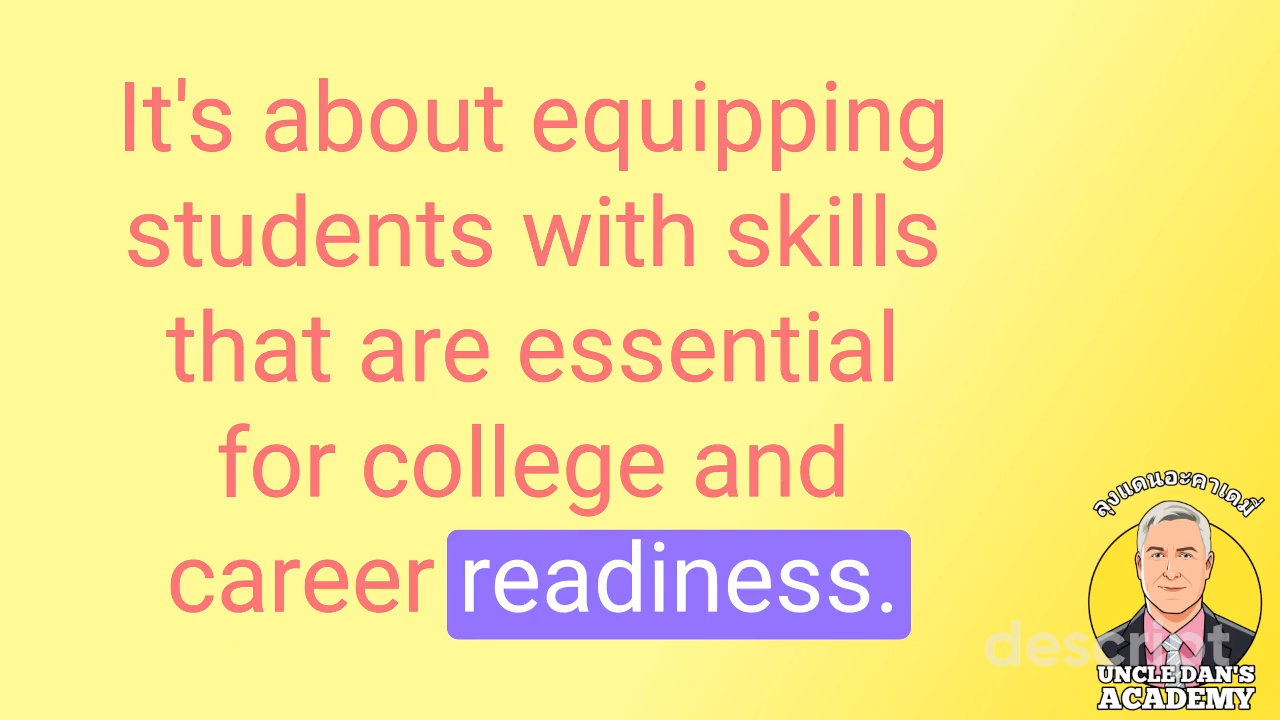 It's about equipping
students with skills
that are essential
for college and
career readiness.
ลุงแดนอะคาเดมี่
descript
UNCLE DAN'S
ACADEMY